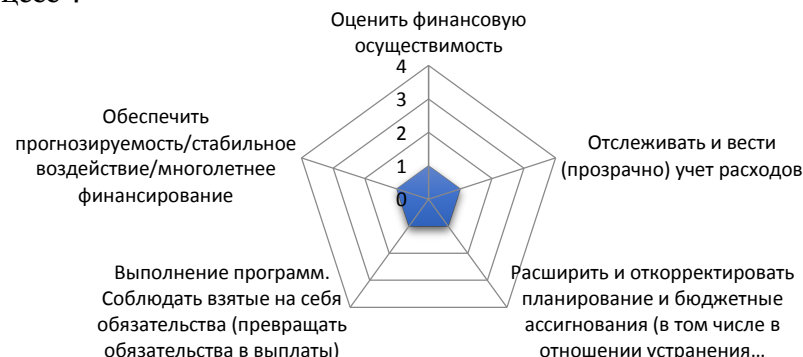 Оценить финансовую
осуществимость
4
3
2
1
0
Отслеживать и вести
(прозрачно) учет расходов
Расширить и откорректировать
планирование и бюджетные
ассигнования (в том числе в
отношении устранения…
Выполнение программ.
Соблюдать взятые на себя
обязательства (превращать
обязательства в выплаты)
Обеспечить
прогнозируемость/стабильное
воздействие/многолетнее
финансирование